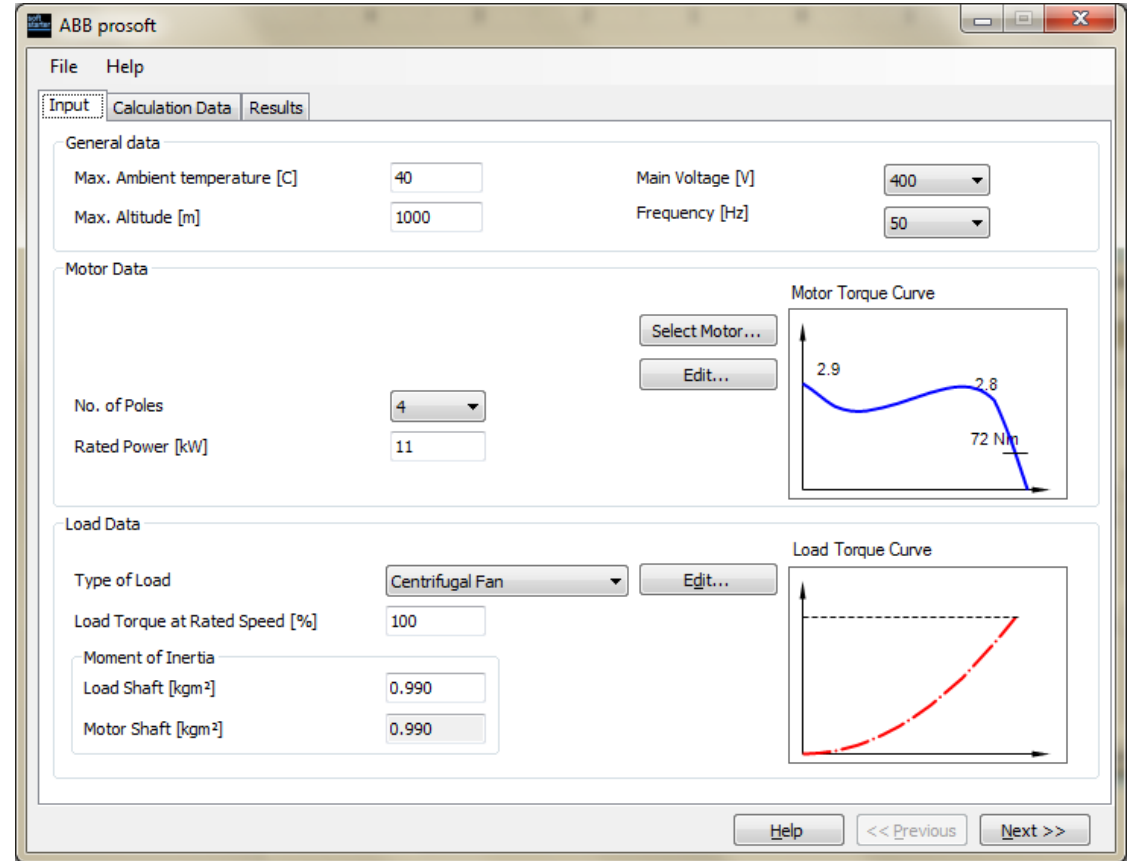 soft starter ABB prosoft
File Help
Input Calculation Data Results
General data
Max. Ambient temperature [C] 40 Main Voltage [V] 400
Max. Altitude [m] 1000 Frequency [Hz] 50
Motor Data
Motor Torque Curve
Select Motor...
2.9
Edit...
2.8
No. of Poles 4
72 Nm
Rated Power [kW] 11
Load Data
Load Torque Curve
Type of Load Centrifugal Fan Edit...
Load Torque at Rated Speed [%] 100
Moment of Inertia
Load Shaft [kgm²] 0.990
Motor Shaft [kgm²] 0.990
Help << Previous Next >>